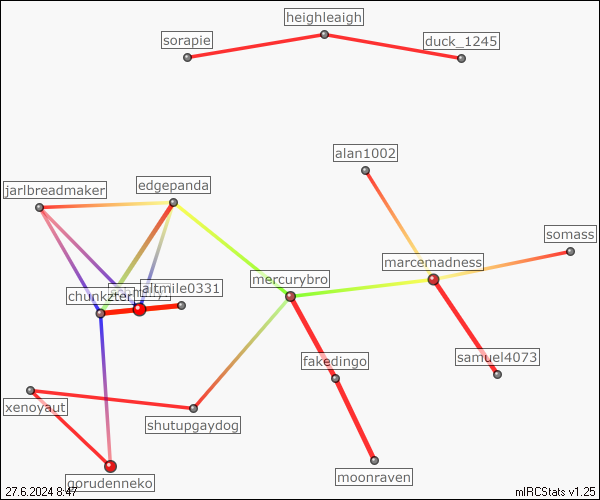 heighleaigh
sorapie
duck_1245
alan1002
jarlbreadmaker
edgepanda
somass
marcemadness
mercurybro
altmile0331
chunkzter
fakedingo
samuel4073
xenoyaut
shutupgaydog
moonraven
gorudenneko
27.6.2024 8:47
mIRCStats v1.25